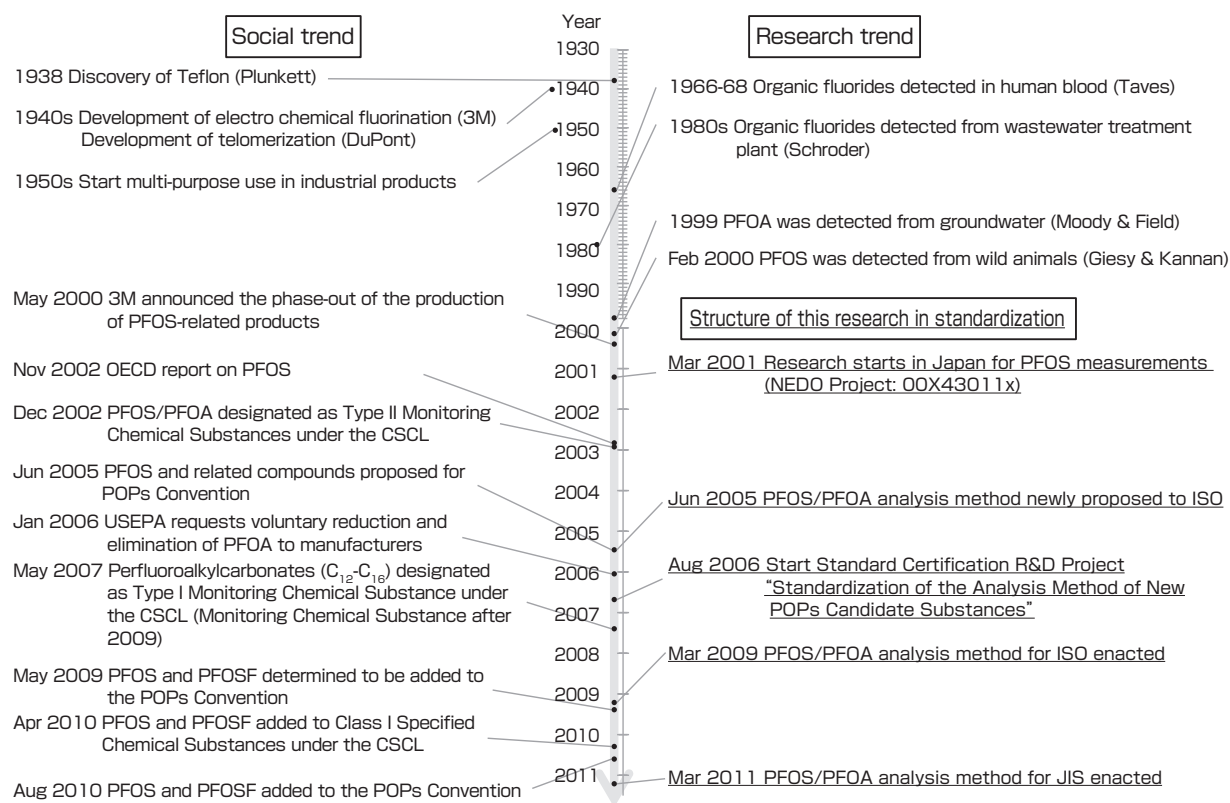 Social trend
1938 Discovery of Teflon (Plunkett)
1940s Development of electro chemical fluorination (3M)
Development of telomerization (DuPont)
1950s Start multi-purpose use in industrial products
May 2000 3M announced the phase-out of the production
of PFOS-related products
Nov 2002 OECD report on PFOS
Dec 2002 PFOS/PFOA designated as Type II Monitoring
Chemical Substances under the CSCL
Jun 2005 PFOS and related compounds proposed for
POPs Convention
Jan 2006 USEPA requests voluntary reduction and
elimination of PFOA to manufacturers
May 2007 Perfluoroalkylcarbonates (C₁₂-C₁₆) designated
as Type I Monitoring Chemical Substance under
the CSCL (Monitoring Chemical Substance after
2009)
May 2009 PFOS and PFOSF determined to be added to
the POPs Convention
Apr 2010 PFOS and PFOSF added to Class I Specified
Chemical Substances under the CSCL
Aug 2010 PFOS and PFOSF added to the POPs Convention
Year
1930
1940
1950
1960
1970
1980
1990
2000
2001
2002
2003
2004
2005
2006
2007
2008
2009
2010
2011
Research trend
1966-68 Organic fluorides detected in human blood (Taves)
1980s Organic fluorides detected from wastewater treatment
plant (Schroder)
1999 PFOA was detected from groundwater (Moody & Field)
Feb 2000 PFOS was detected from wild animals (Giesy & Kannan)
Structure of this research in standardization
Mar 2001 Research starts in Japan for PFOS measurements
(NEDO Project: 00X43011x)
Jun 2005 PFOS/PFOA analysis method newly proposed to ISO
Aug 2006 Start Standard Certification R&D Project
“Standardization of the Analysis Method of New
POPs Candidate Substances”
Mar 2009 PFOS/PFOA analysis method for ISO enacted
Mar 2011 PFOS/PFOA analysis method for JIS enacted